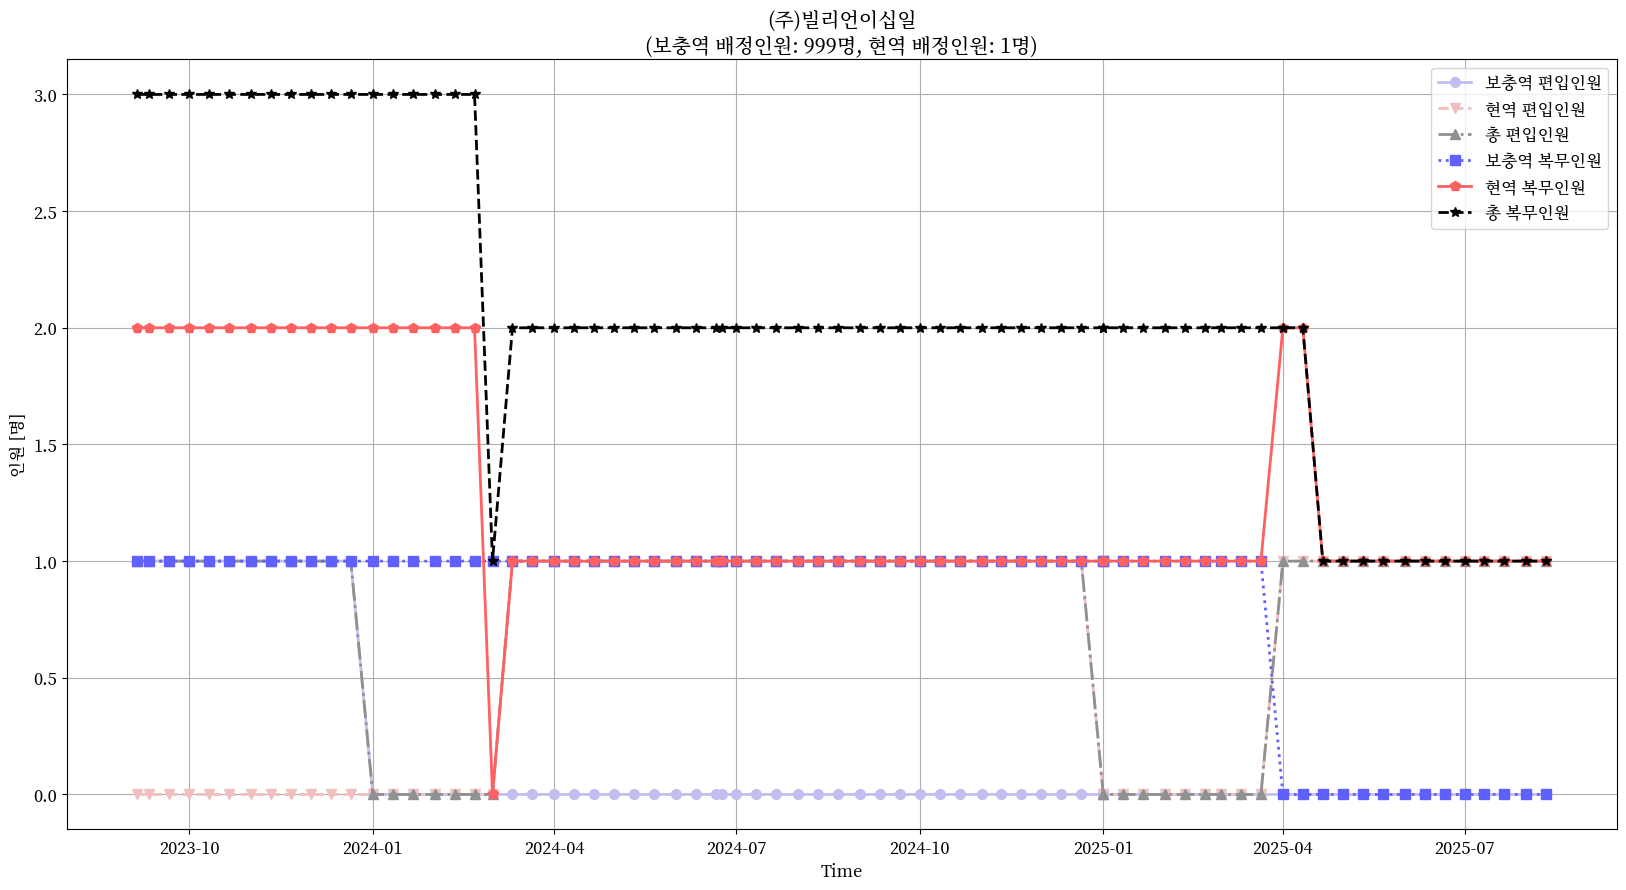 (주)빌리언이십일
(보충역 배정인원: 999명, 현역 배정인원: 1명)
보충역 편입인원
현역 편입인원
총 편입인원
보충역 복무인원
현역 복무인원
총 복무인원
3.0
2.5
2.0
1.5
1.0
0.5
0.0
인원 [명]
2023-10
2024-01
2024-04
2024-07
2024-10
2025-01
2025-04
2025-07
Time